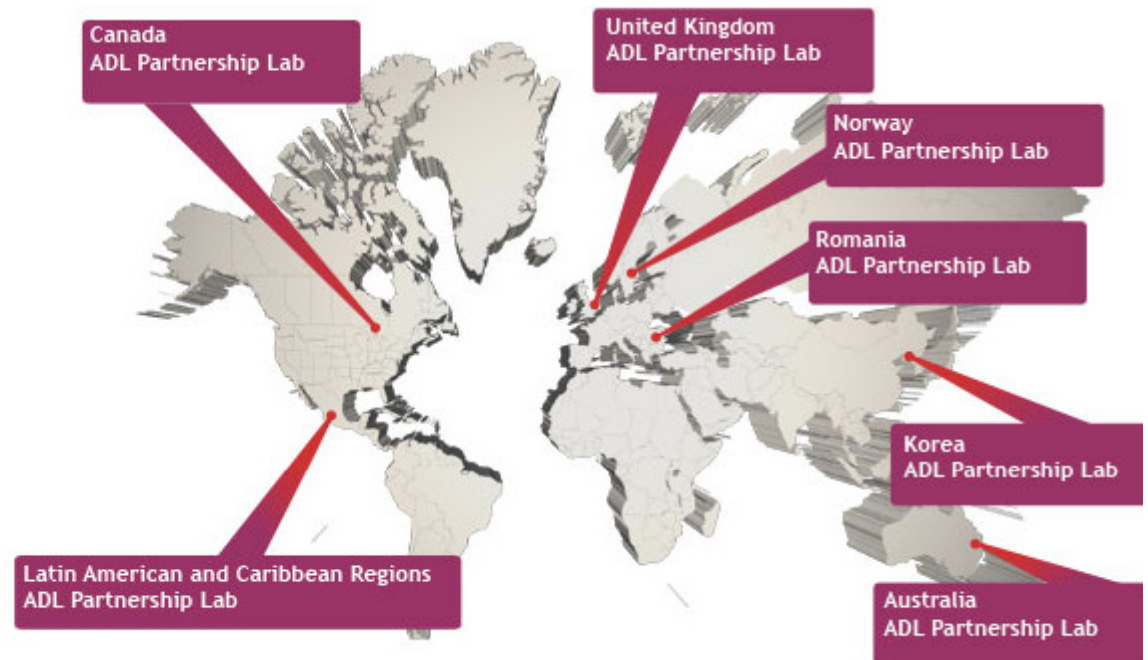 Canada
ADL Partnership Lab
United Kingdom
ADL Partnership Lab
Norway
ADL Partnership Lab
Romania
ADL Partnership Lab
Korea
ADL Partnership Lab
Latin American and Caribbean Regions
ADL Partnership Lab
Australia
ADL Partnership Lab